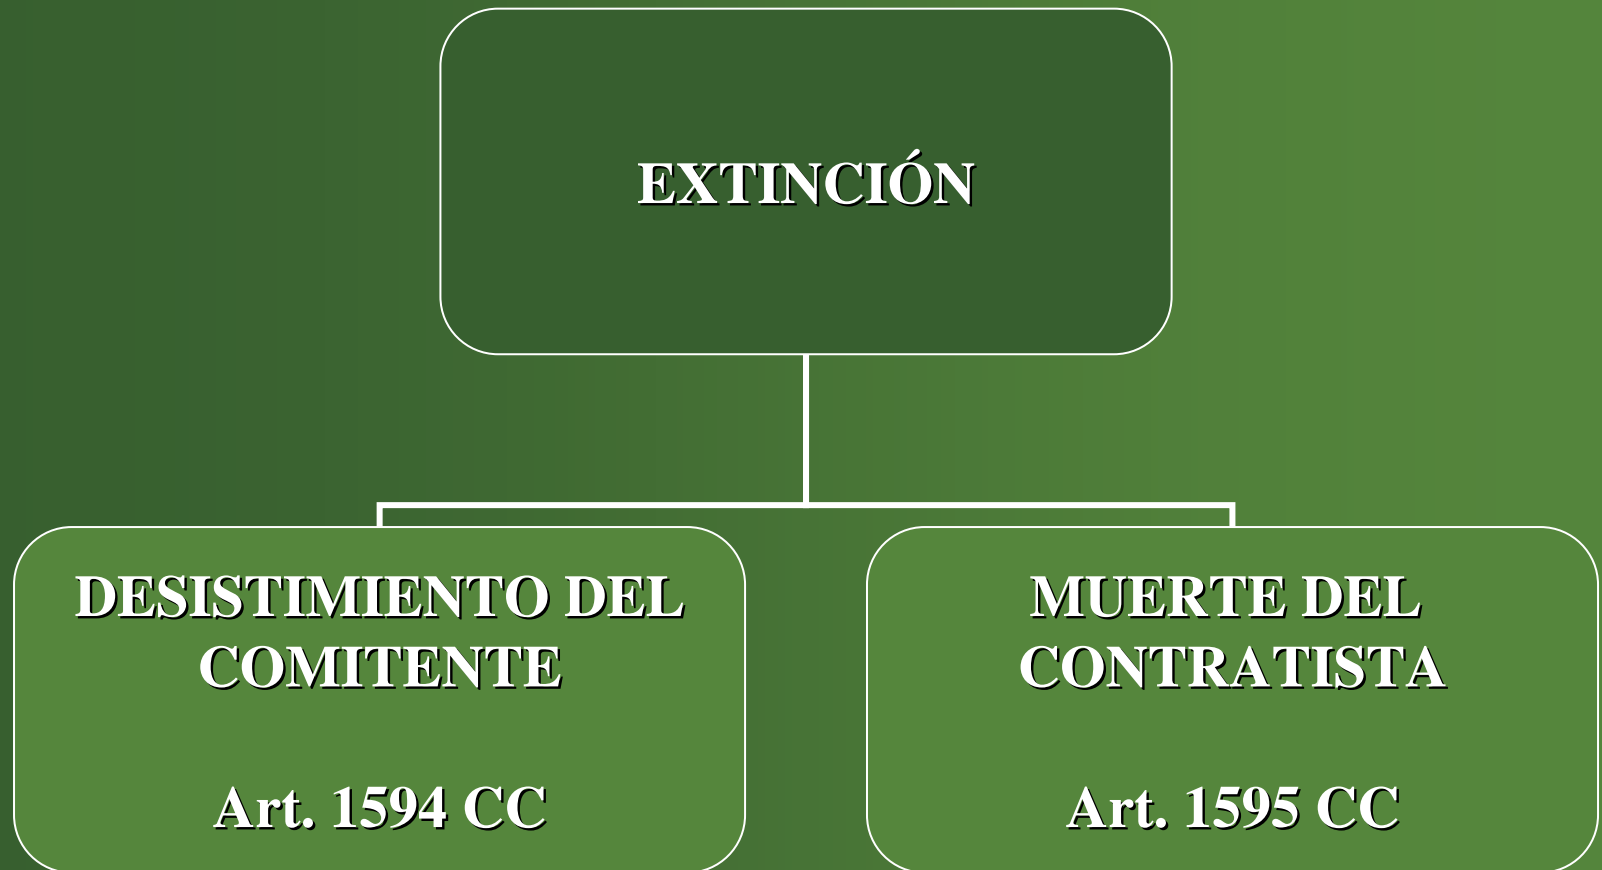 EXTINCIÓN
DESISTIMIENTO DEL
COMITENTE
Art. 1594 CC
MUERTE DEL
CONTRATISTA
Art. 1595 CC